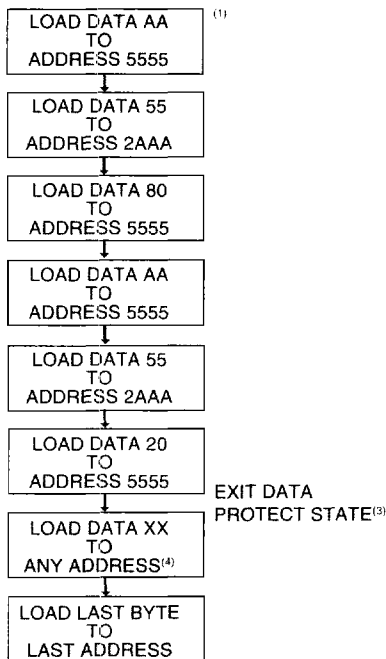 LOAD DATA AA
TO
ADDRESS 5555
(1)
LOAD DATA 55
TO
ADDRESS 2AAA
LOAD DATA 80
TO
ADDRESS 5555
LOAD DATA AA
TO
ADDRESS 5555
LOAD DATA 55
TO
ADDRESS 2AAA
LOAD DATA 20
TO
ADDRESS 5555
EXIT DATA
PROTECT STATE(3)
LOAD DATA XX
TO
ANY ADDRESS(4)
LOAD LAST BYTE
TO
LAST ADDRESS